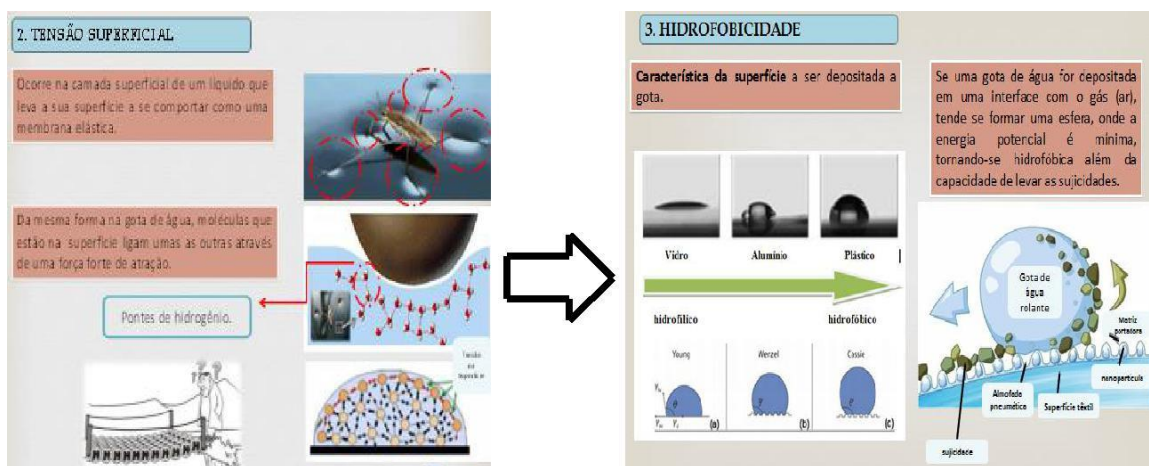 2. TENSÃO SUPERFICIAL
Ocorre na camada superficial de um líquido que
leva a sua superfície a se comportar como uma
membrana elástica.
Da mesma forma na gota de água, moléculas que
estão na superfície ligam umas as outras através
de uma força forte de atração.
Pontes de hidrogênio.
Tensão
na
superfície
3. HIDROFOBICIDADE
Característica da superfície a ser depositada a
gota.
Vidro Alumínio Plástico
hidrofílico hidrofóbico
Young Wenzel Cassie
(a) (b) (c)
Se uma gota de água for depositada
em uma interface com o gás (ar),
tende se formar uma esfera, onde a
energia potencial é mínima,
tornando-se hidrofóbica além da
capacidade de levar as sujicidades.
Gota de
água
rolante
Matriz
portadora
nanopartícula
Almofada
pneumática
Superfície têxtil
sujicidade